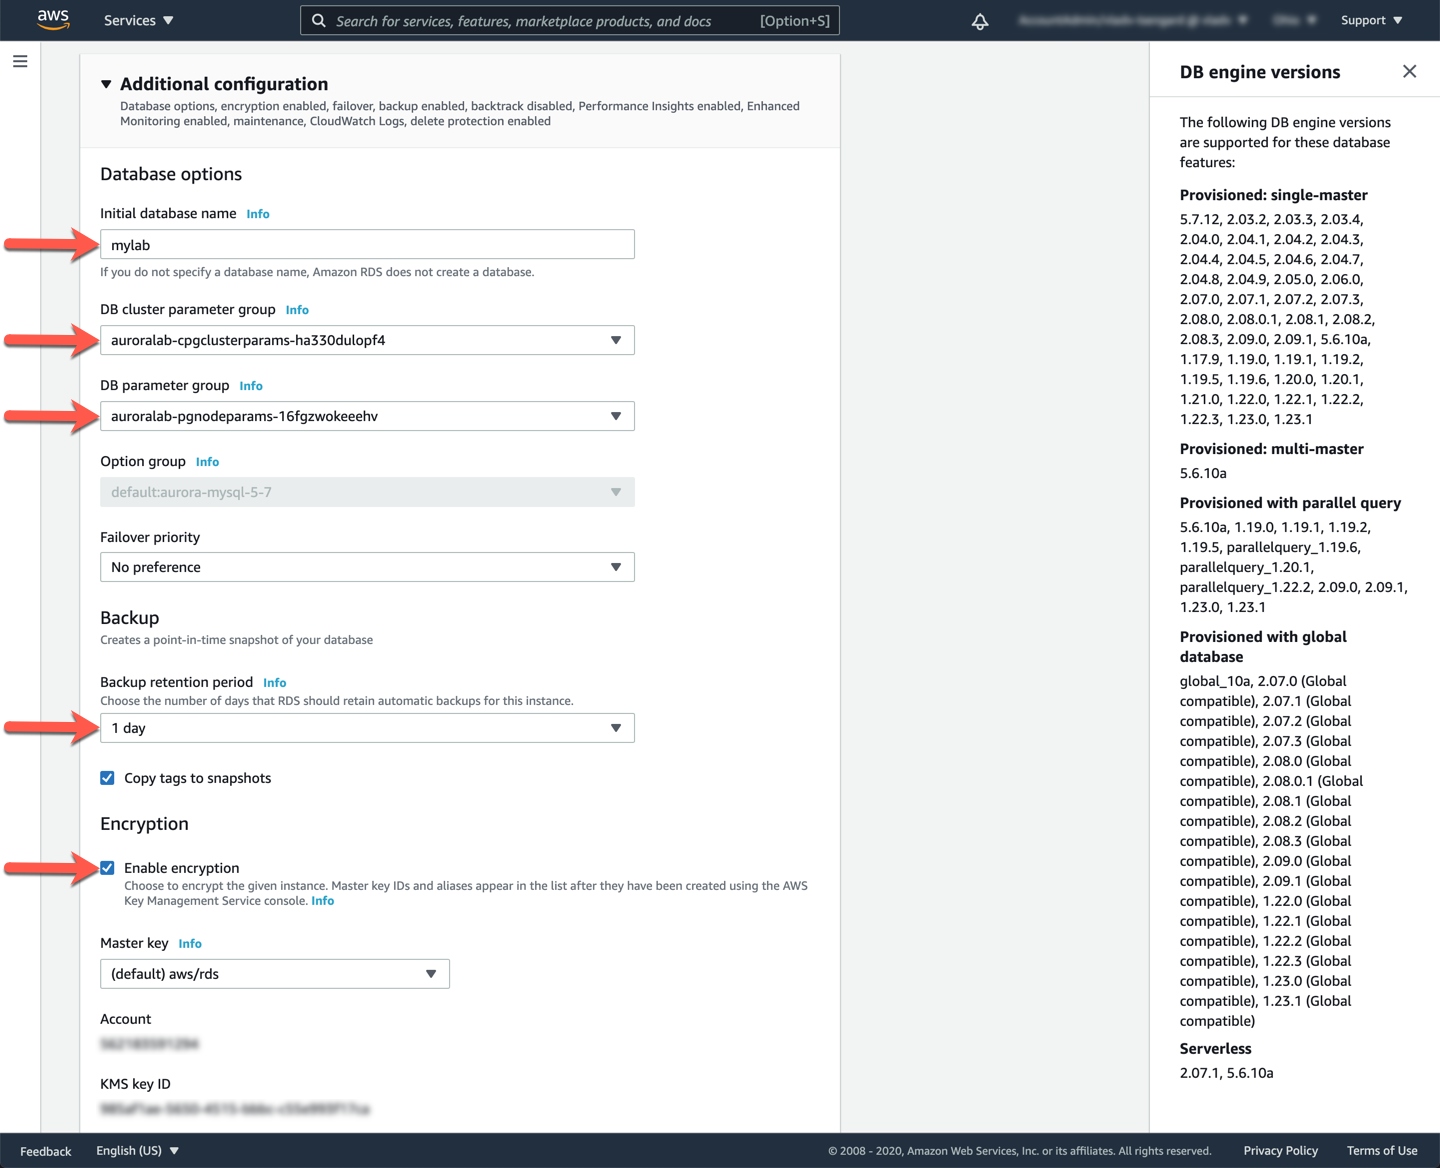 aws
Services
Search for services, features, marketplace products, and docs
[Option+S]
Support
Additional configuration
Database options, encryption enabled, failover, backup enabled, backtrack disabled, Performance Insights enabled, Enhanced
Monitoring enabled, maintenance, CloudWatch Logs, delete protection enabled
Database options
Initial database name Info
mylab
If you do not specify a database name, Amazon RDS does not create a database.
DB cluster parameter group Info
auroralab-cpgclusterparams-ha330dulopf4
DB parameter group Info
auroralab-pgnodeparams-16fgzwokeeehv
Option group Info
default:aurora-mysql-5-7
Failover priority
No preference
Backup
Creates a point-in-time snapshot of your database
Backup retention period Info
Choose the number of days that RDS should retain automatic backups for this instance.
1 day
Copy tags to snapshots
Encryption
Enable encryption
Choose to encrypt the given instance. Master key IDs and aliases appear in the list after they have been created using the AWS
Key Management Service console. Info
Master key Info
(default) aws/rds
Account
KMS key ID
DB engine versions
The following DB engine versions
are supported for these database
features:
Provisioned: single-master
5.7.12, 2.03.2, 2.03.3, 2.03.4,
2.04.0, 2.04.1, 2.04.2, 2.04.3,
2.04.4, 2.04.5, 2.04.6, 2.04.7,
2.04.8, 2.04.9, 2.05.0, 2.06.0,
2.07.0, 2.07.1, 2.07.2, 2.07.3,
2.08.0, 2.08.0.1, 2.08.1, 2.08.2,
2.08.3, 2.09.0, 2.09.1, 5.6.10a,
1.17.9, 1.19.0, 1.19.1, 1.19.2,
1.19.5, 1.19.6, 1.20.0, 1.20.1,
1.21.0, 1.22.0, 1.22.1, 1.22.2,
1.22.3, 1.23.0, 1.23.1
Provisioned: multi-master
5.6.10a
Provisioned with parallel query
5.6.10a, 1.19.0, 1.19.1, 1.19.2,
1.19.5, parallelquery_1.19.6,
parallelquery_1.20.1,
parallelquery_1.22.2, 2.09.0, 2.09.1,
1.23.0, 1.23.1
Provisioned with global
database
global_10a, 2.07.0 (Global
compatible), 2.07.1 (Global
compatible), 2.07.2 (Global
compatible), 2.07.3 (Global
compatible), 2.08.0 (Global
compatible), 2.08.0.1 (Global
compatible), 2.08.1 (Global
compatible), 2.08.2 (Global
compatible), 2.08.3 (Global
compatible), 2.09.0 (Global
compatible), 2.09.1 (Global
compatible), 1.22.0 (Global
compatible), 1.22.1 (Global
compatible), 1.22.2 (Global
compatible), 1.22.3 (Global
compatible), 1.23.0 (Global
compatible), 1.23.1 (Global
compatible)
Serverless
2.07.1, 5.6.10a
Feedback
English (US)
© 2008 - 2020, Amazon Web Services, Inc. or its affiliates. All rights reserved.
Privacy Policy
Terms of Use